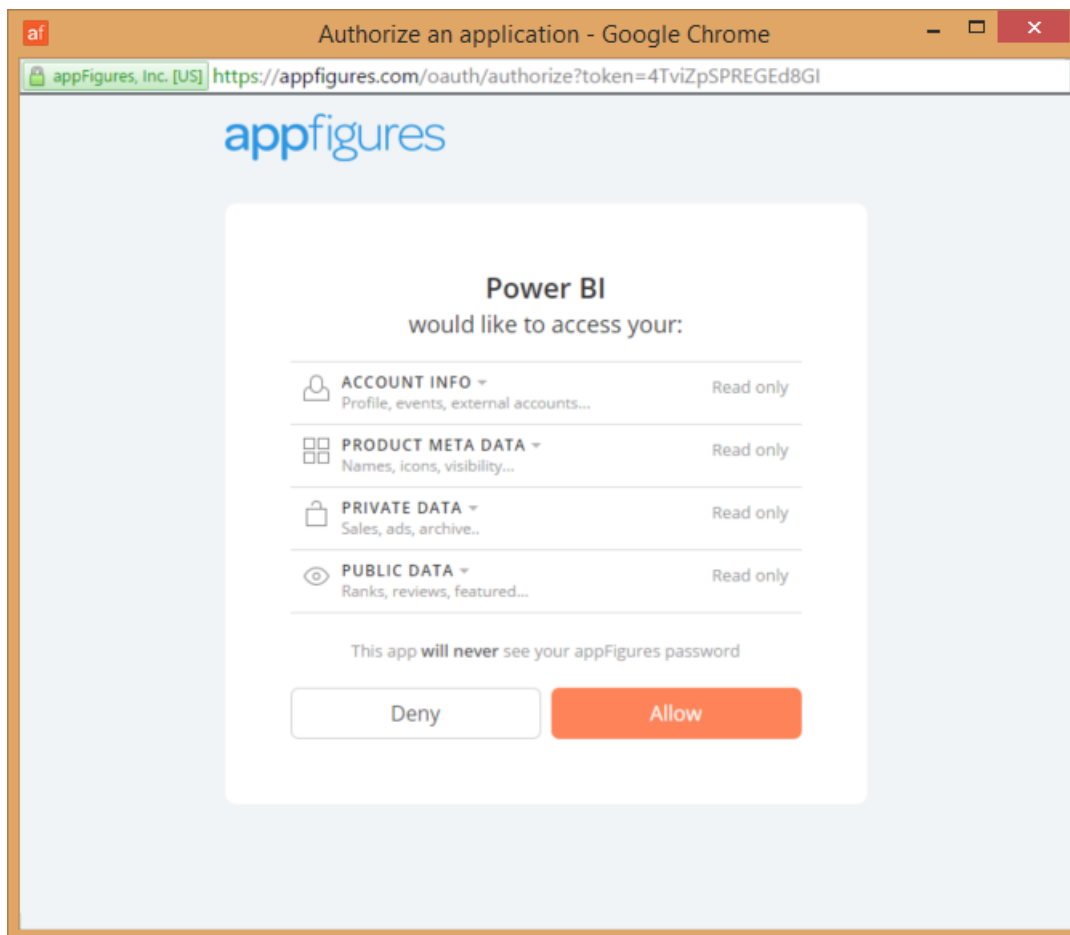 af Authorize an application - Google Chrome
appFigures, Inc. [US] https://appfigures.com/oauth/authorize?token=4TviZpSPREGEd8GI
appfigures
Power BI
would like to access your:
ACCOUNT INFO Read only
Profile, events, external accounts...
PRODUCT META DATA Read only
Names, icons, visibility...
PRIVATE DATA Read only
Sales, ads, archive..
PUBLIC DATA Read only
Ranks, reviews, featured...
This app will never see your appFigures password
Deny Allow